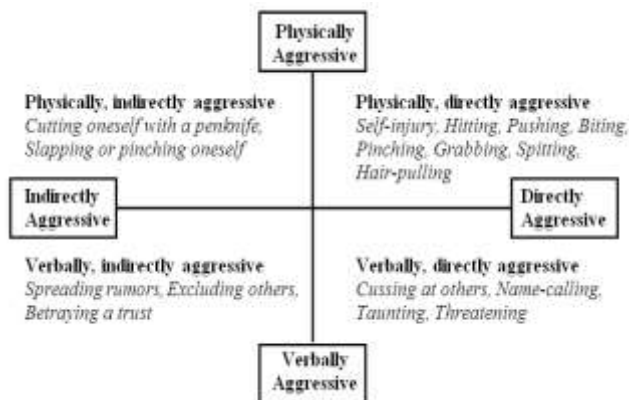 Physically
Aggressive
Physically, indirectly aggressive
Cutting oneself with a penknife,
Slapping or pinching oneself
Physically, directly aggressive
Self-injury, Hitting, Pushing, Biting,
Pinching, Grabbing, Spitting,
Hair-pulling
Indirectly
Aggressive
Directly
Aggressive
Verbally, indirectly aggressive
Spreading rumors, Excluding others,
Betraying a trust
Verbally, directly aggressive
Cussing at others, Name-calling,
Taunting, Threatening
Verbally
Aggressive